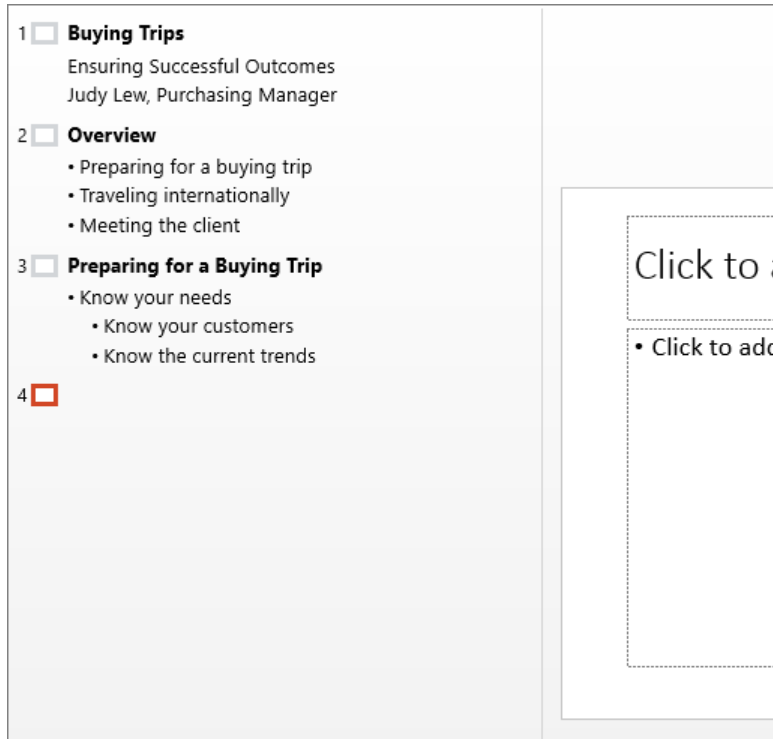 1 Buying Trips
Ensuring Successful Outcomes
Judy Lew, Purchasing Manager
2 Overview
• Preparing for a buying trip
• Traveling internationally
• Meeting the client
3 Preparing for a Buying Trip
• Know your needs
• Know your customers
• Know the current trends
4
Click to
• Click to add